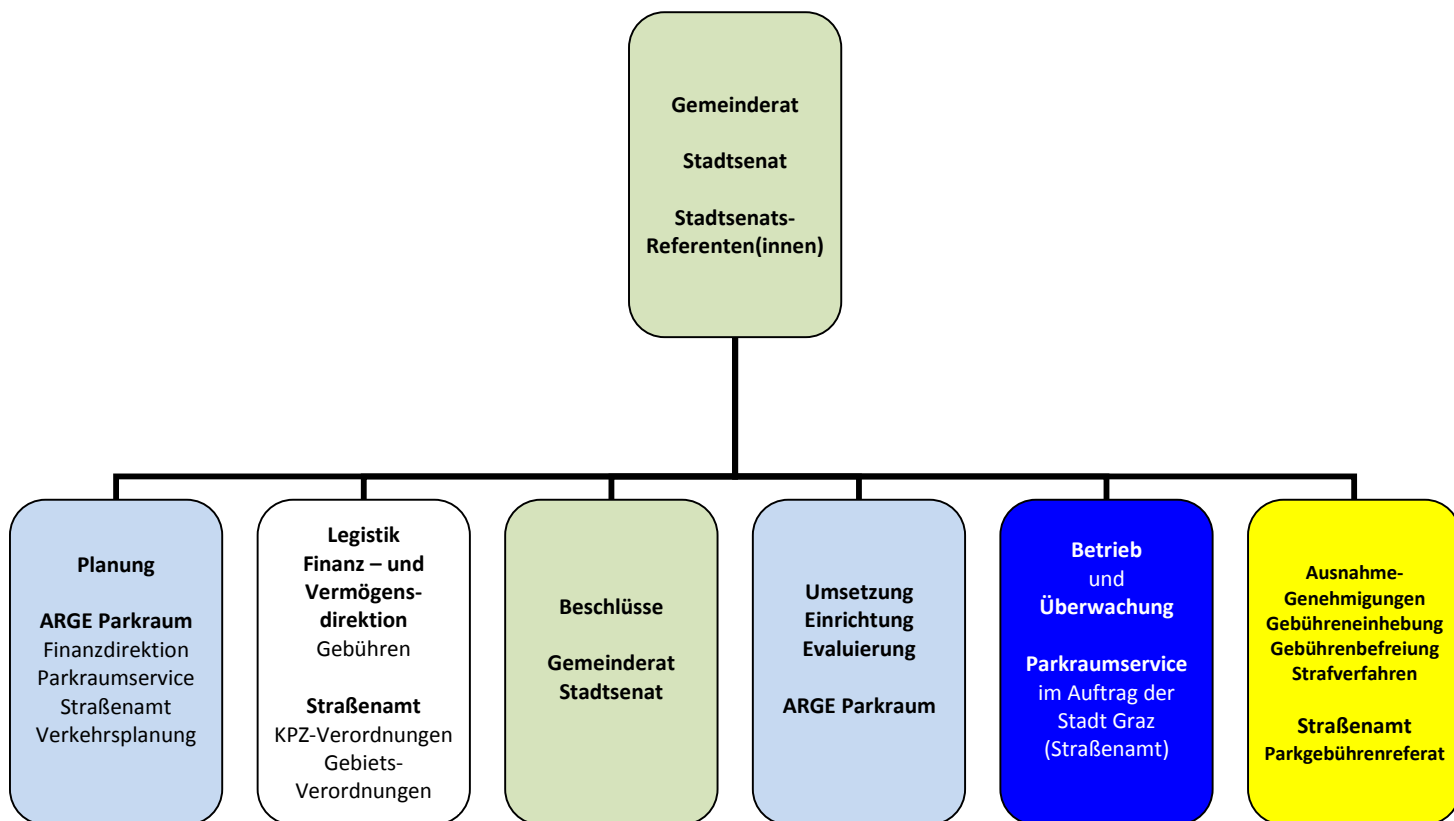 Gemeinderat
Stadtsenat
Stadtsenats-
Referenten(innen)
Planung
ARGE Parkraum
Finanzdirektion
Parkraumservice
Straßenamt
Verkehrsplanung
Legistik
Finanz – und
Vermögens-
direktion
Gebühren
Straßenamt
KPZ-Verordnungen
Gebiets-
Verordnungen
Beschlüsse
Gemeinderat
Stadtsenat
Umsetzung
Einrichtung
Evaluierung
ARGE Parkraum
Betrieb
und
Überwachung
Parkraumservice
im Auftrag der
Stadt Graz
(Straßenamt)
Ausnahme-
Genehmigungen
Gebühreneinhebung
Gebührenbefreiung
Strafverfahren
Straßenamt
Parkgebührenreferat